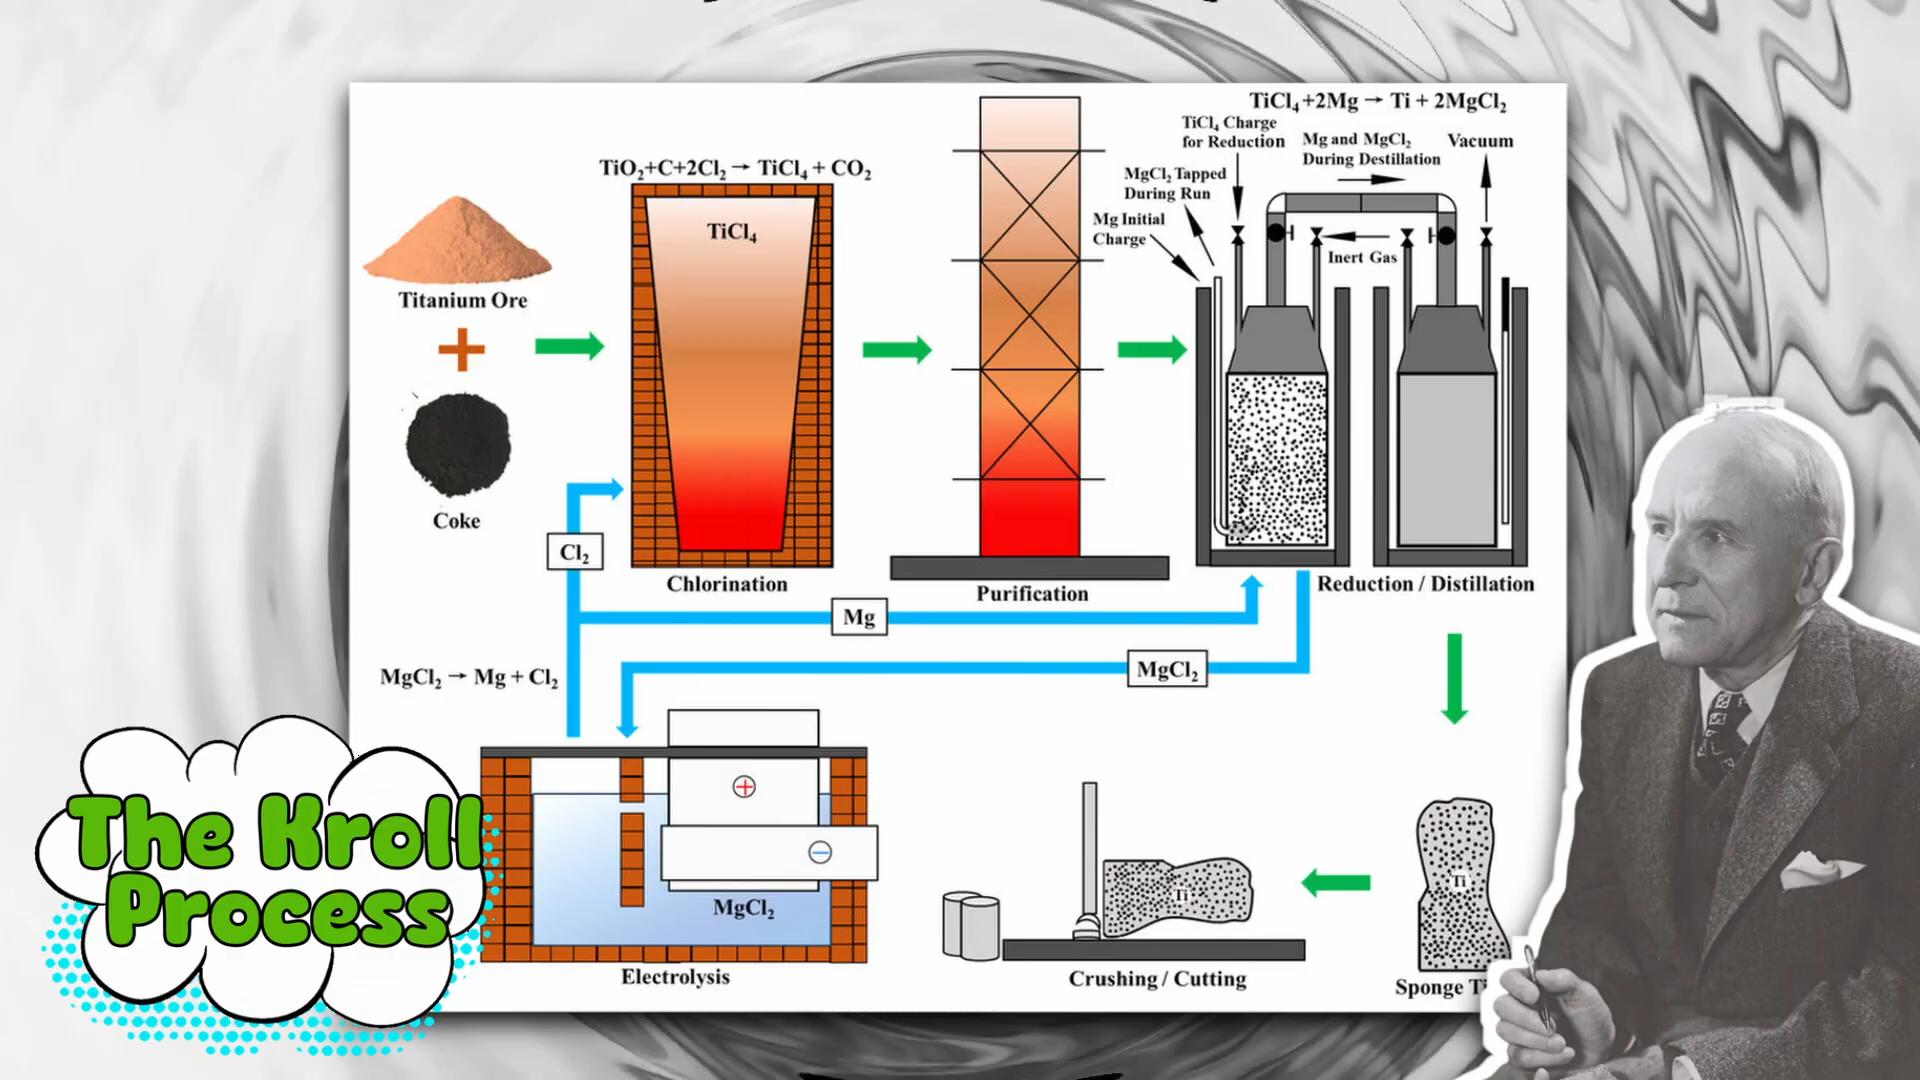 TiCl₄+2Mg → Ti + 2MgCl₂
TiCl₄ Charge
for Reduction
Mg and MgCl₂
During Destillation
Vacuum
MgCl₂ Tapped
During Run
Mg Initial
Charge
Inert Gas
TiO₂+C+2Cl₂ → TiCl₄ + CO₂
TiCl₄
Titanium Ore
+
Coke
Cl₂
Chlorination
Purification
Reduction / Distillation
Mg
MgCl₂
MgCl₂ → Mg + Cl₂
+
−
MgCl₂
Electrolysis
Ti
Crushing / Cutting
Ti
Sponge Ti
The Kroll
Process